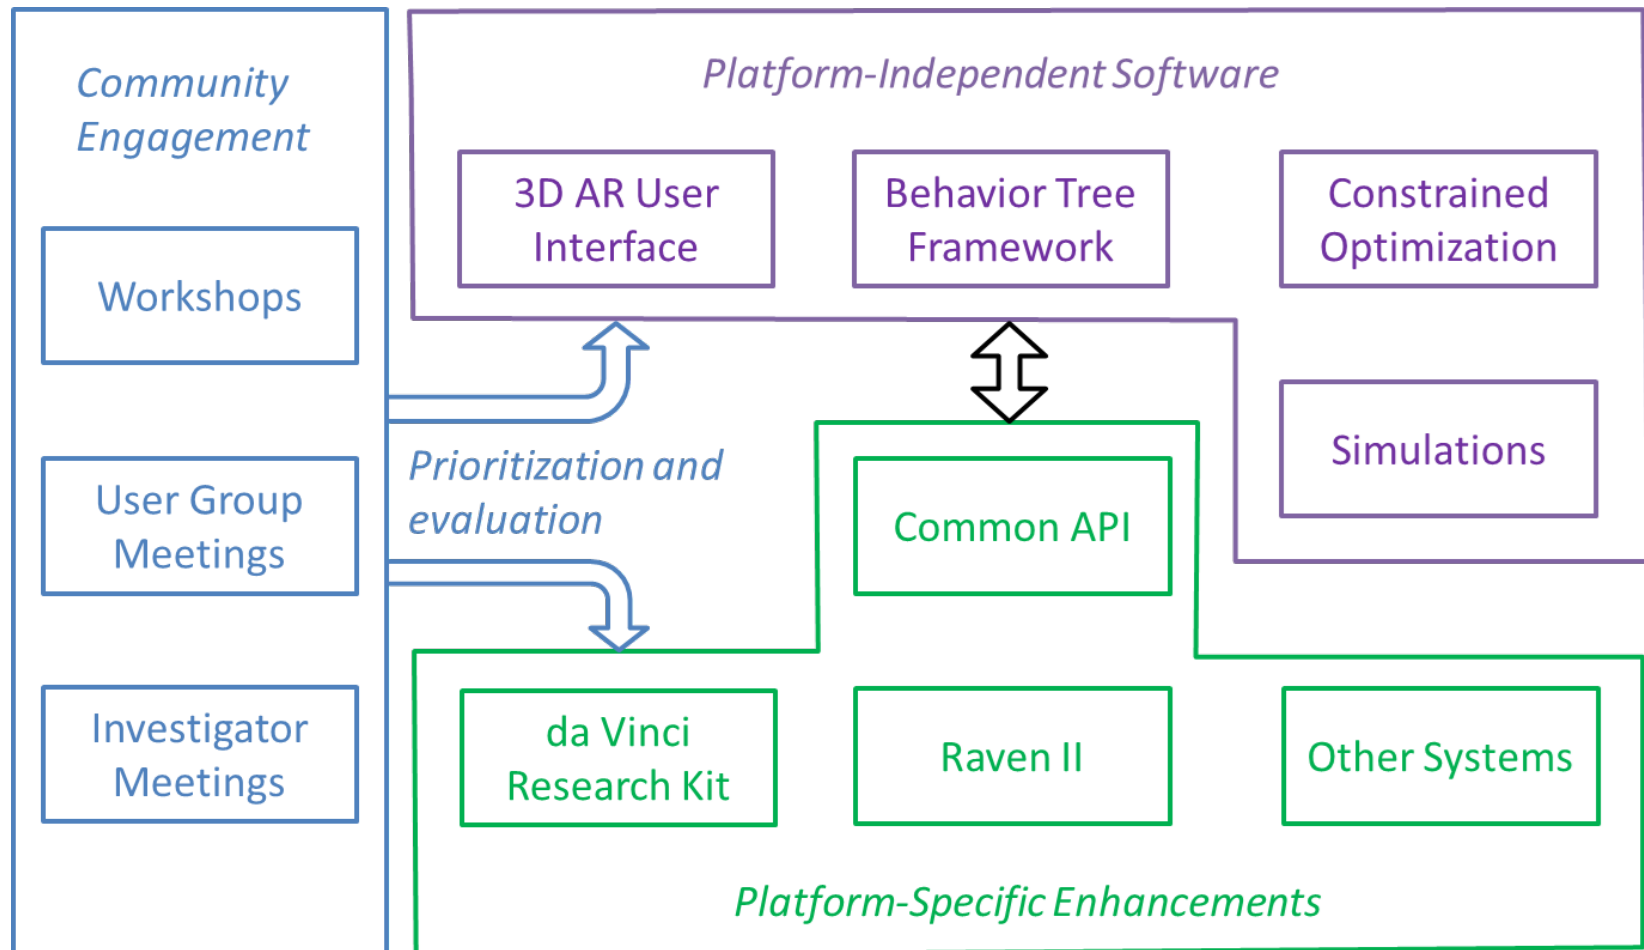 Community
Engagement
Workshops
User Group
Meetings
Investigator
Meetings
Prioritization and
evaluation
Platform-Independent Software
3D AR User
Interface
Behavior Tree
Framework
Constrained
Optimization
Simulations
Common API
da Vinci
Research Kit
Raven II
Other Systems
Platform-Specific Enhancements